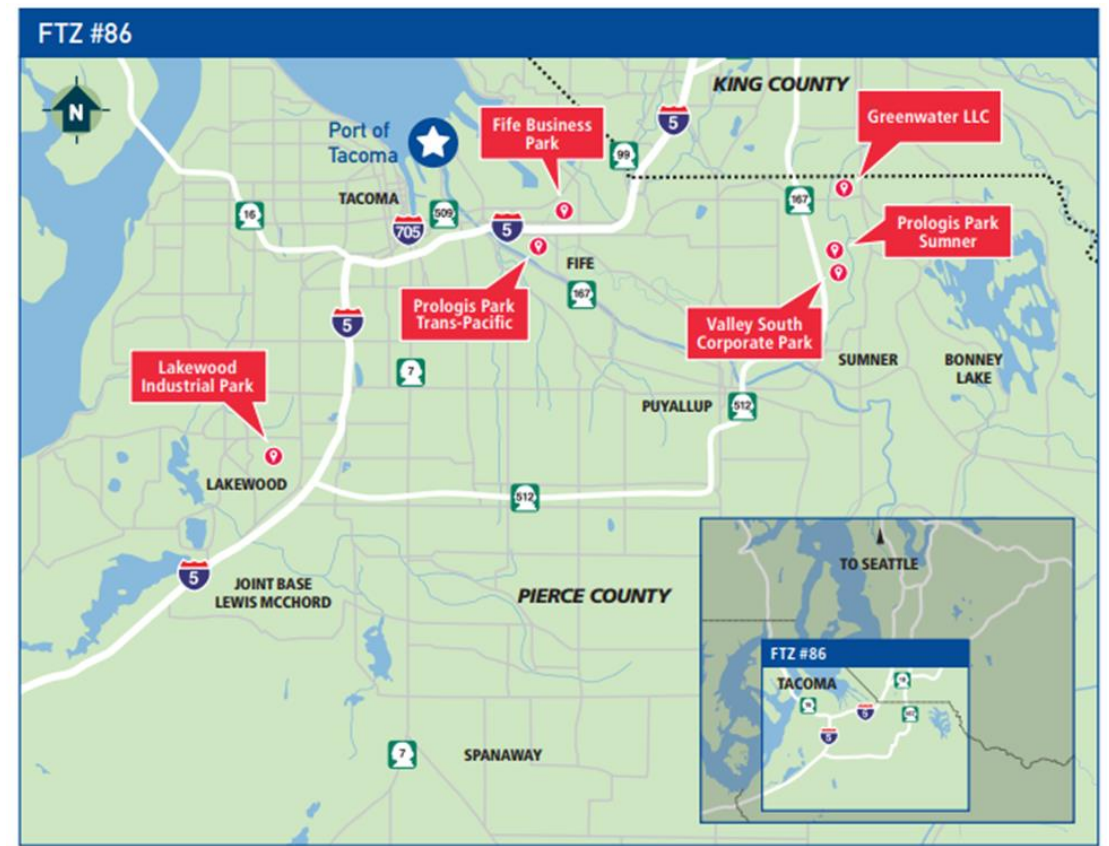 FTZ #86
KING COUNTY
Greenwater LLC
Fife Business
Park
Port of
Tacoma
5
99
TACOMA
16
509
705
5
167
Prologis Park
Sumner
FIFE
167
Prologis Park
Trans-Pacific
Valley South
Corporate Park
5
SUMNER
BONNEY
LAKE
Lakewood
Industrial Park
7
PUYALLUP
512
LAKEWOOD
512
5
JOINT BASE
LEWIS MCCHORD
PIERCE COUNTY
7
SPANAWAY
TO SEATTLE
FTZ #86
TACOMA
16
5
5
N